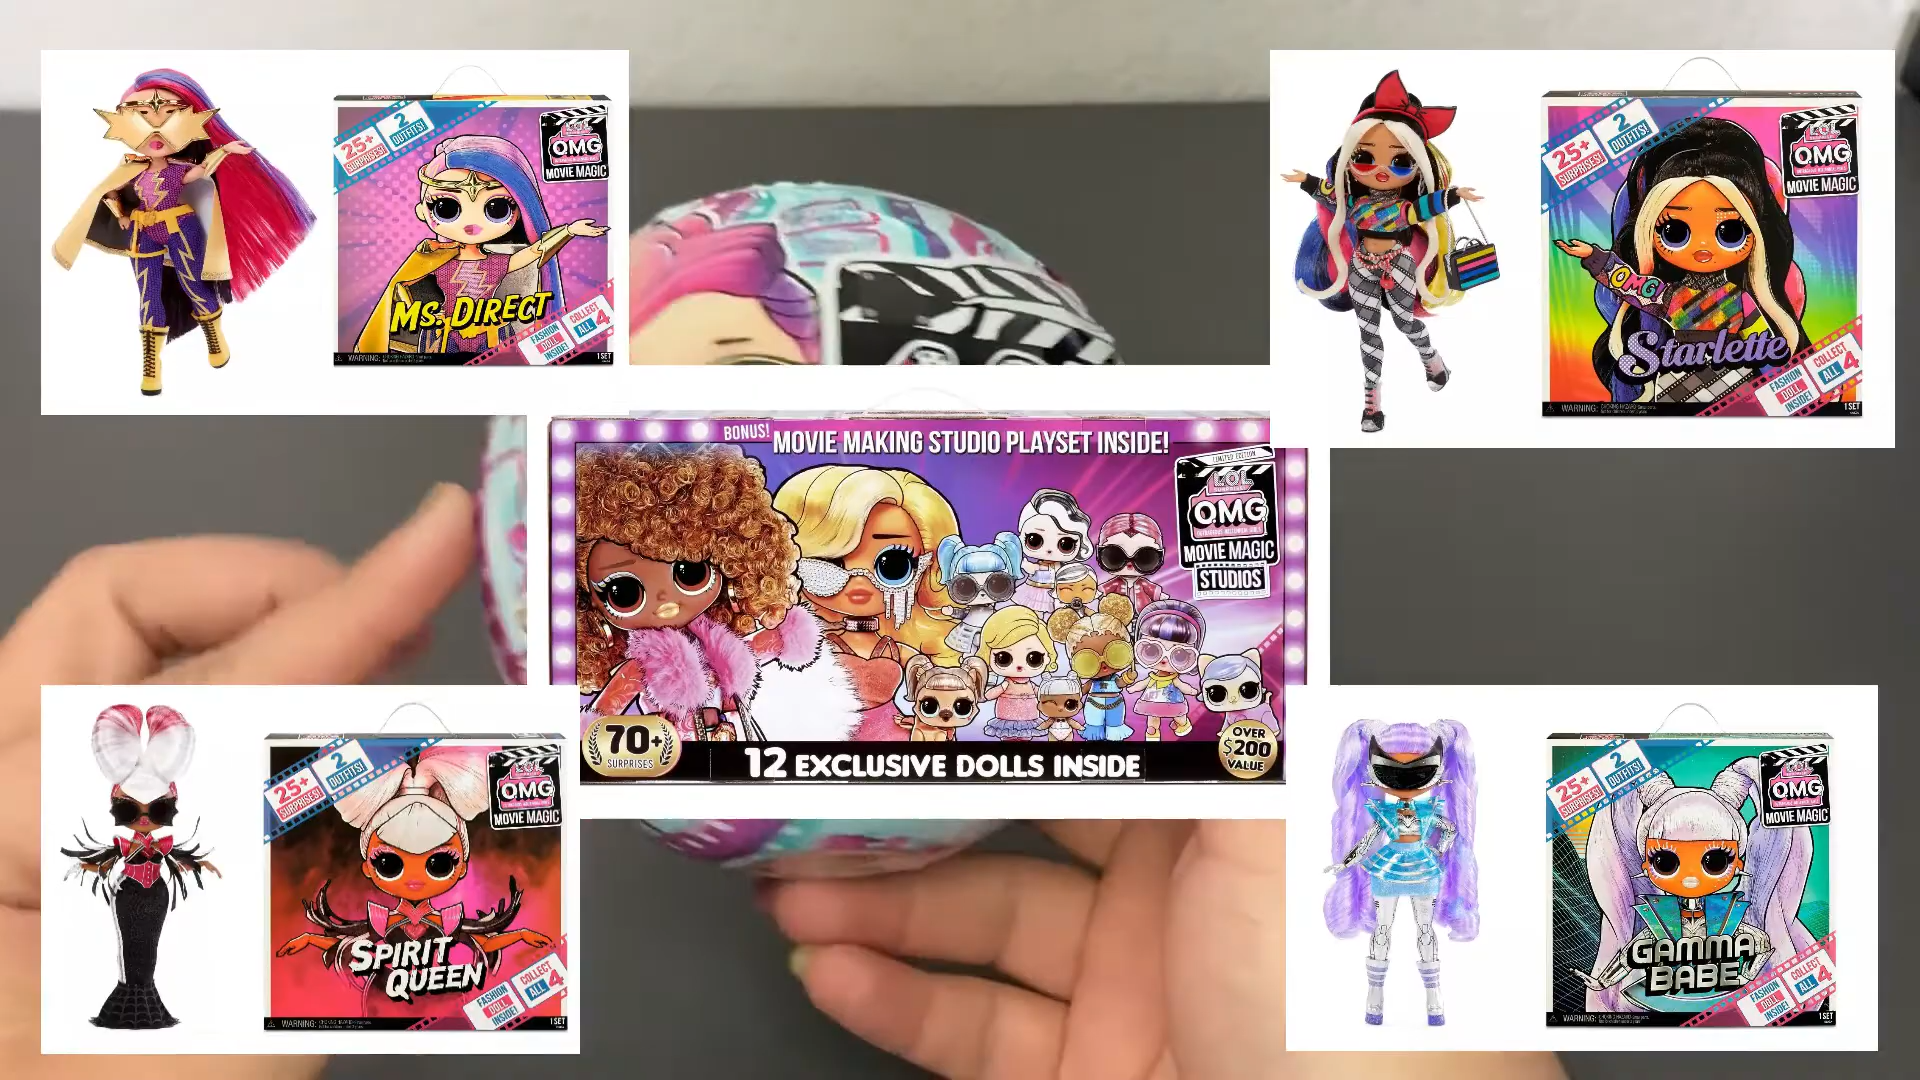 25+
SURPRISES!
2
OUTFITS!
L.O.L.
O.M.G.
MOVIE MAGIC
MS. DIRECT
FASHION
DOLL
INSIDE!
COLLECT
ALL 4
WARNING:
1 SET
25+
SURPRISES!
2
OUTFITS!
L.O.L.
O.M.G.
MOVIE MAGIC
OMG
Starlette
FASHION
DOLL
INSIDE!
COLLECT
ALL 4
WARNING:
1 SET
BONUS! MOVIE MAKING STUDIO PLAYSET INSIDE!
LIMITED EDITION
L.O.L.
SURPRISE!
O.M.G.
MOVIE MAGIC
STUDIOS
70+
SURPRISES
12 EXCLUSIVE DOLLS INSIDE
OVER
$200
VALUE
25+
SURPRISES!
2
OUTFITS!
L.O.L.
O.M.G.
MOVIE MAGIC
SPIRIT
QUEEN
FASHION
DOLL
INSIDE!
COLLECT
ALL 4
WARNING:
1 SET
25+
SURPRISES!
2
OUTFITS!
L.O.L.
O.M.G.
MOVIE MAGIC
GAMMA
BABE
FASHION
DOLL
INSIDE!
COLLECT
ALL 4
WARNING:
1 SET